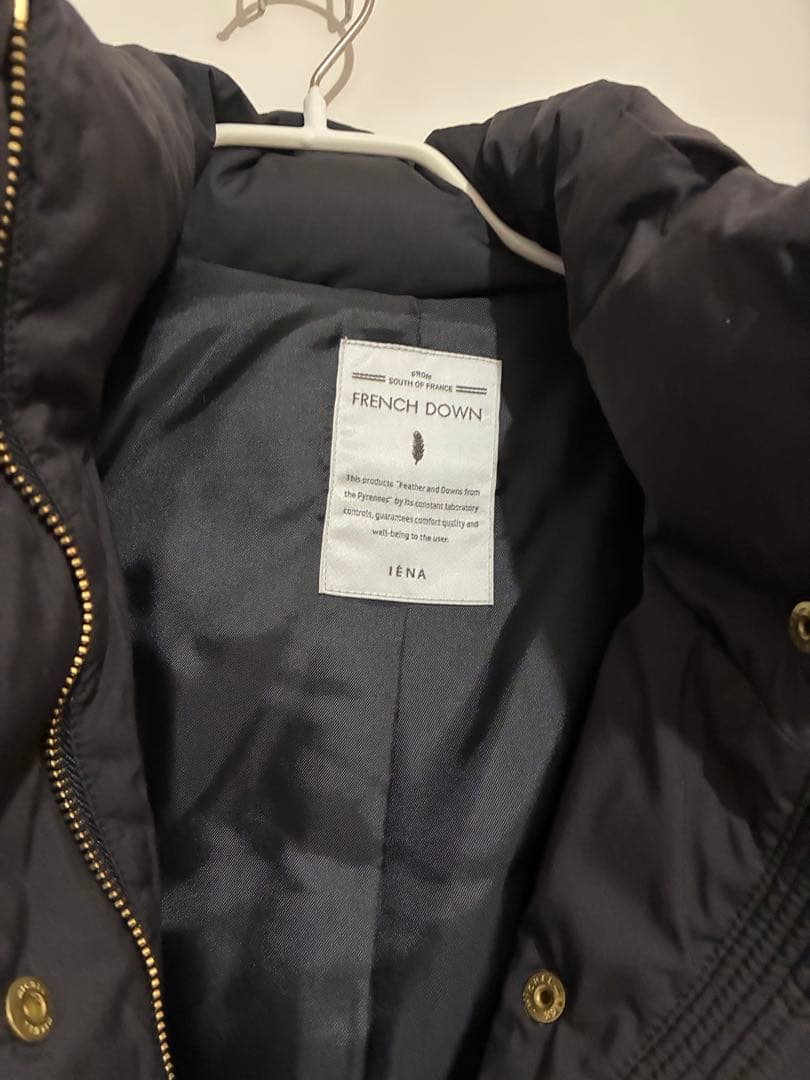 FROM
SOUTH OF FRANCE
FRENCH DOWN
This products "Feather and Downs from
the Pyrenees" by its constant laboratory
controls, guarantees comfort quality and
well-being to the user.
IÉNA